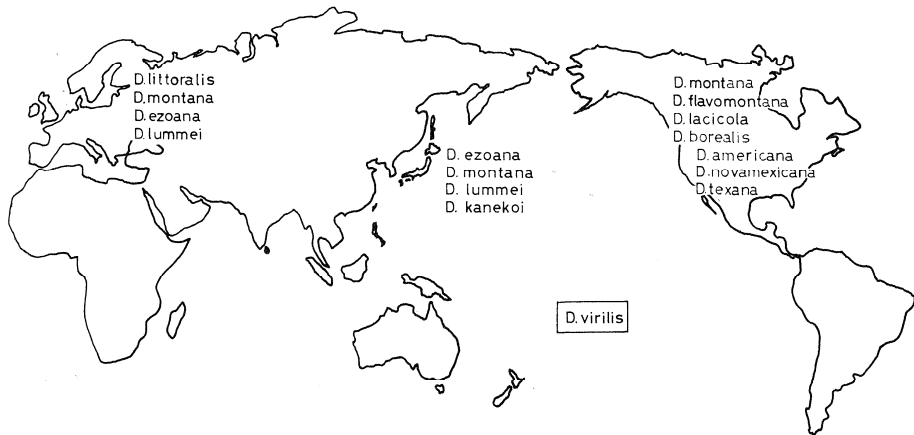 D.littoralis
D.montana
D.ezoana
D.lummei
D. ezoana
D. montana
D. lummei
D. kanekoi
D.virilis
D.montana
D.flavomontana
D.lacicola
D.borealis
D.americana
D.novamexicana
D.texana